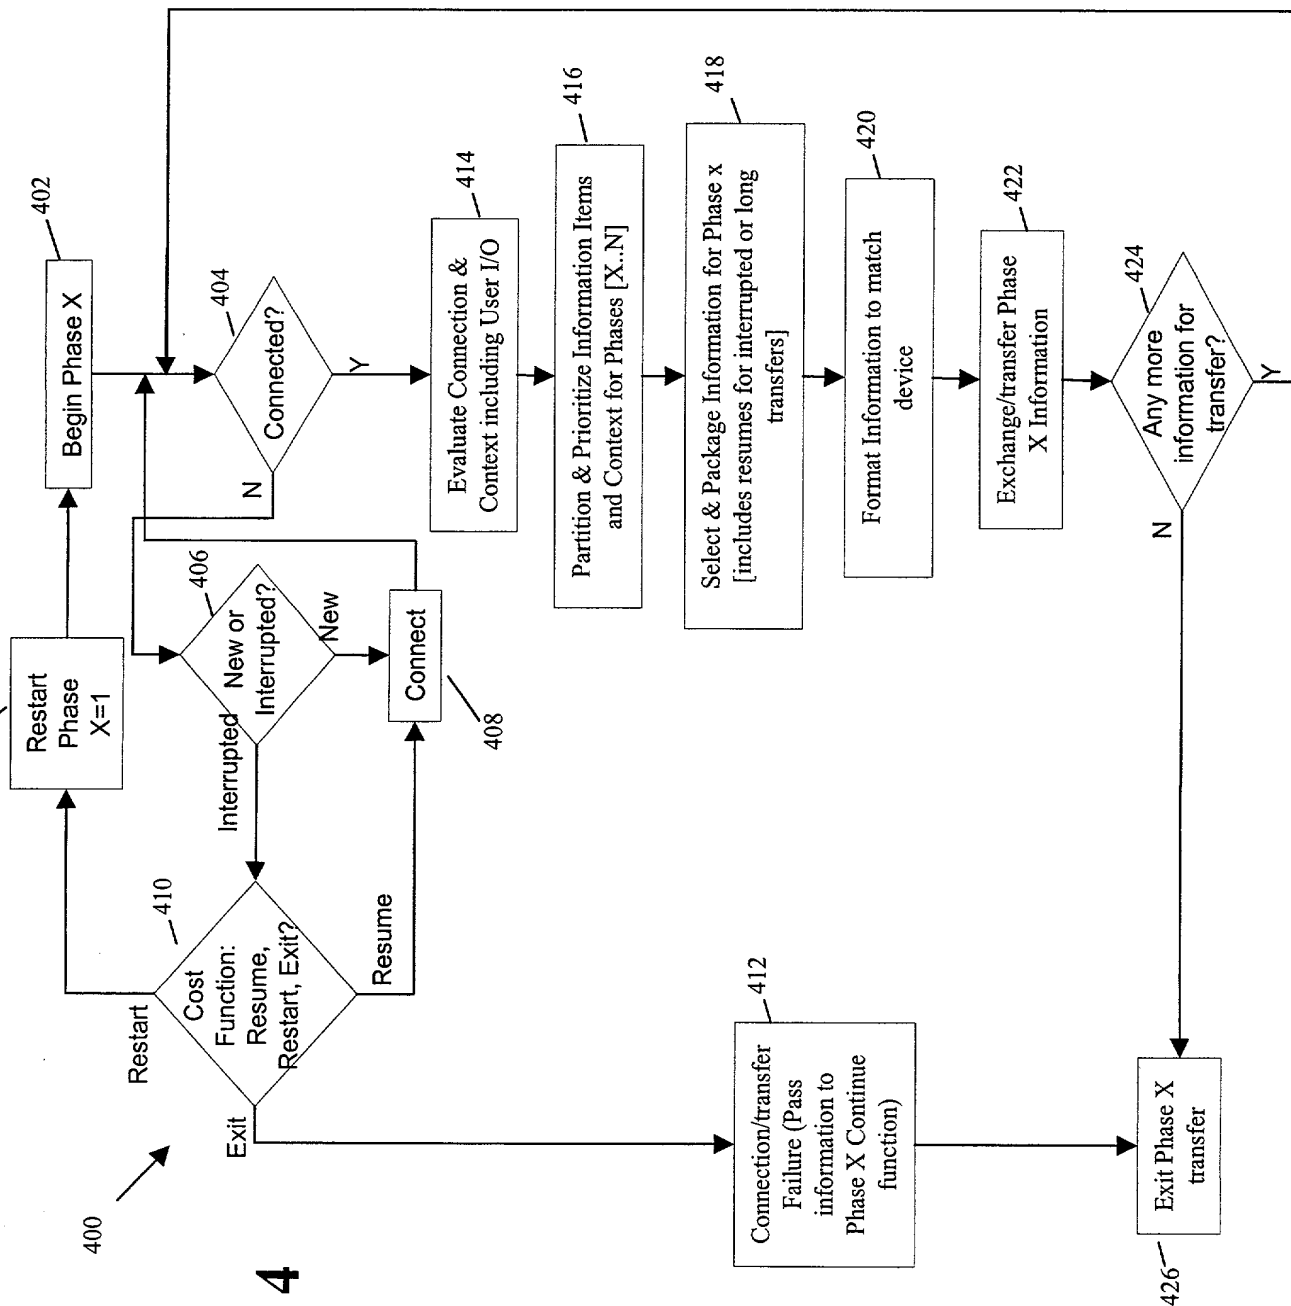 402
Begin Phase X
Restart
Phase
X=1
404
Connected?
N
Y
406
New or
Interrupted?
New
Interrupted
Connect
408
410
Cost
Function:
Resume,
Restart, Exit?
Restart
Resume
Exit
400
4
414
Evaluate Connection &
Context including User I/O
416
Partition & Prioritize Information Items
and Context for Phases [X..N]
418
Select & Package Information for Phase x
[includes resumes for interrupted or long
transfers]
420
Format Information to match
device
422
Exchange/transfer Phase
X Information
424
Any more
information for
transfer?
Y
N
412
Connection/transfer
Failure (Pass
information to
Phase X Continue
function)
Exit Phase X
transfer
426